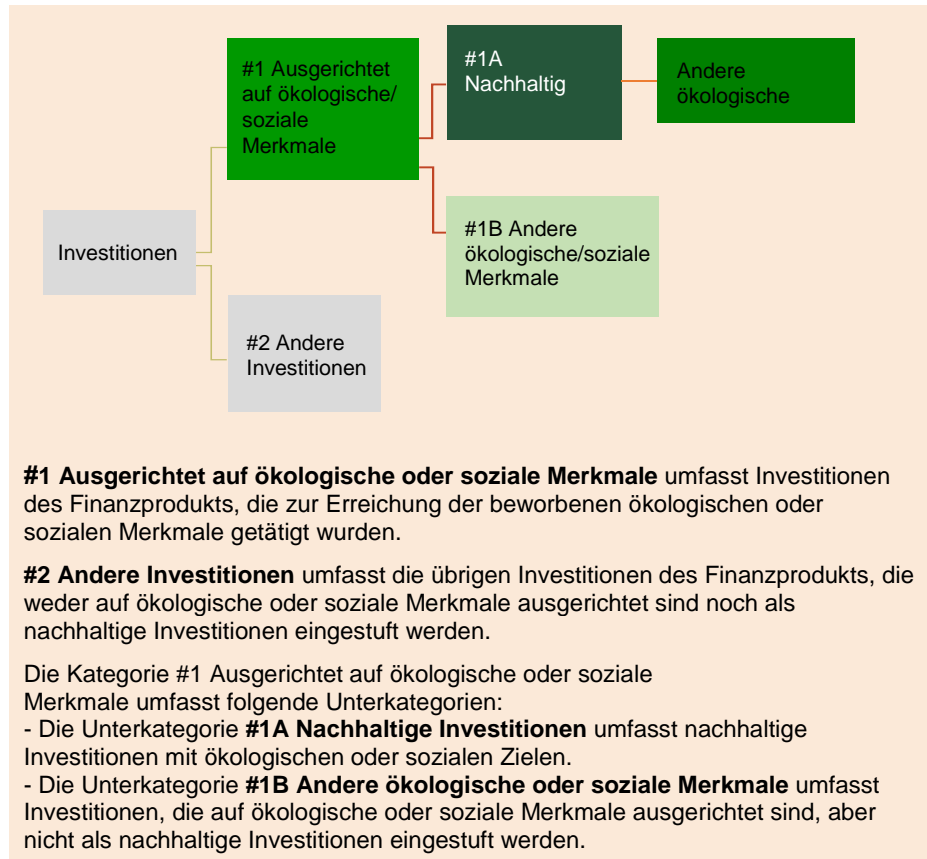 #1 Ausgerichtet
auf ökologische/
soziale
Merkmale
#1A
Nachhaltig
Andere
ökologische
Investitionen
#1B Andere
ökologische/soziale
Merkmale
#2 Andere
Investitionen
#1 Ausgerichtet auf ökologische oder soziale Merkmale umfasst Investitionen
des Finanzprodukts, die zur Erreichung der beworbenen ökologischen oder
sozialen Merkmale getätigt wurden.
#2 Andere Investitionen umfasst die übrigen Investitionen des Finanzprodukts, die
weder auf ökologische oder soziale Merkmale ausgerichtet sind noch als
nachhaltige Investitionen eingestuft werden.
Die Kategorie #1 Ausgerichtet auf ökologische oder soziale
Merkmale umfasst folgende Unterkategorien:
- Die Unterkategorie #1A Nachhaltige Investitionen umfasst nachhaltige
Investitionen mit ökologischen oder sozialen Zielen.
- Die Unterkategorie #1B Andere ökologische oder soziale Merkmale umfasst
Investitionen, die auf ökologische oder soziale Merkmale ausgerichtet sind, aber
nicht als nachhaltige Investitionen eingestuft werden.